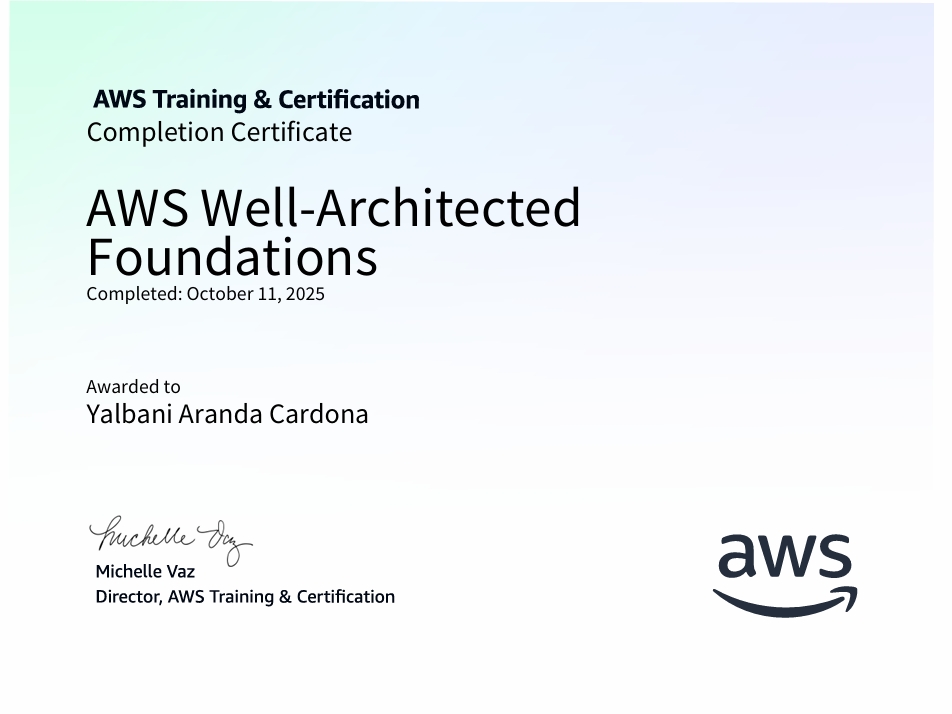 AWS Training & Certification
Completion Certificate
AWS Well-Architected
Foundations
Completed: October 11, 2025
Awarded to
Yalbani Aranda Cardona
Michelle Vaz
Michelle Vaz
Director, AWS Training & Certification
aws